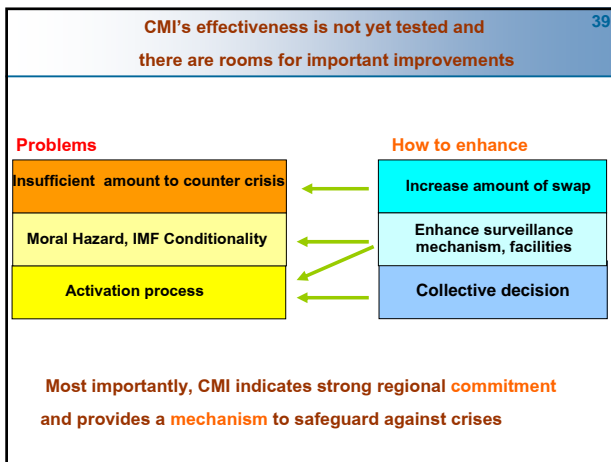 CMI's effectiveness is not yet tested and
39
there are rooms for important improvements
Problems
How to enhance
Insufficient amount to counter crisis
Increase amount of swap
Moral Hazard, IMF Conditionality
Enhance surveillance
mechanism, facilities
Activation process
Collective decision
Most importantly, CMI indicates strong regional commitment
and provides a mechanism to safeguard against crises